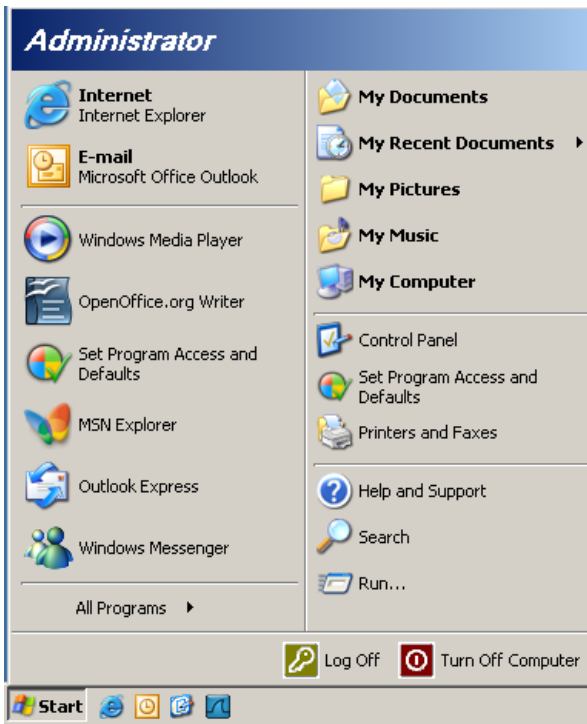 Administrator
Internet
Internet Explorer
E-mail
Microsoft Office Outlook
Windows Media Player
OpenOffice.org Writer
Set Program Access and
Defaults
MSN Explorer
Outlook Express
Windows Messenger
All Programs
My Documents
My Recent Documents
My Pictures
My Music
My Computer
Control Panel
Set Program Access and
Defaults
Printers and Faxes
Help and Support
Search
Run...
Log Off
Turn Off Computer
Start